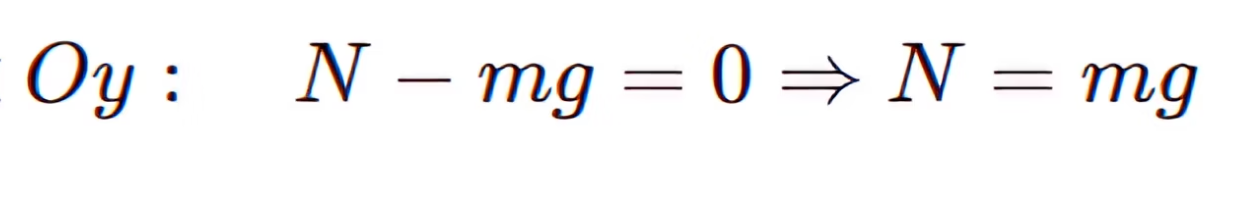 Oy : N − mg = 0 ⇒ N = mg